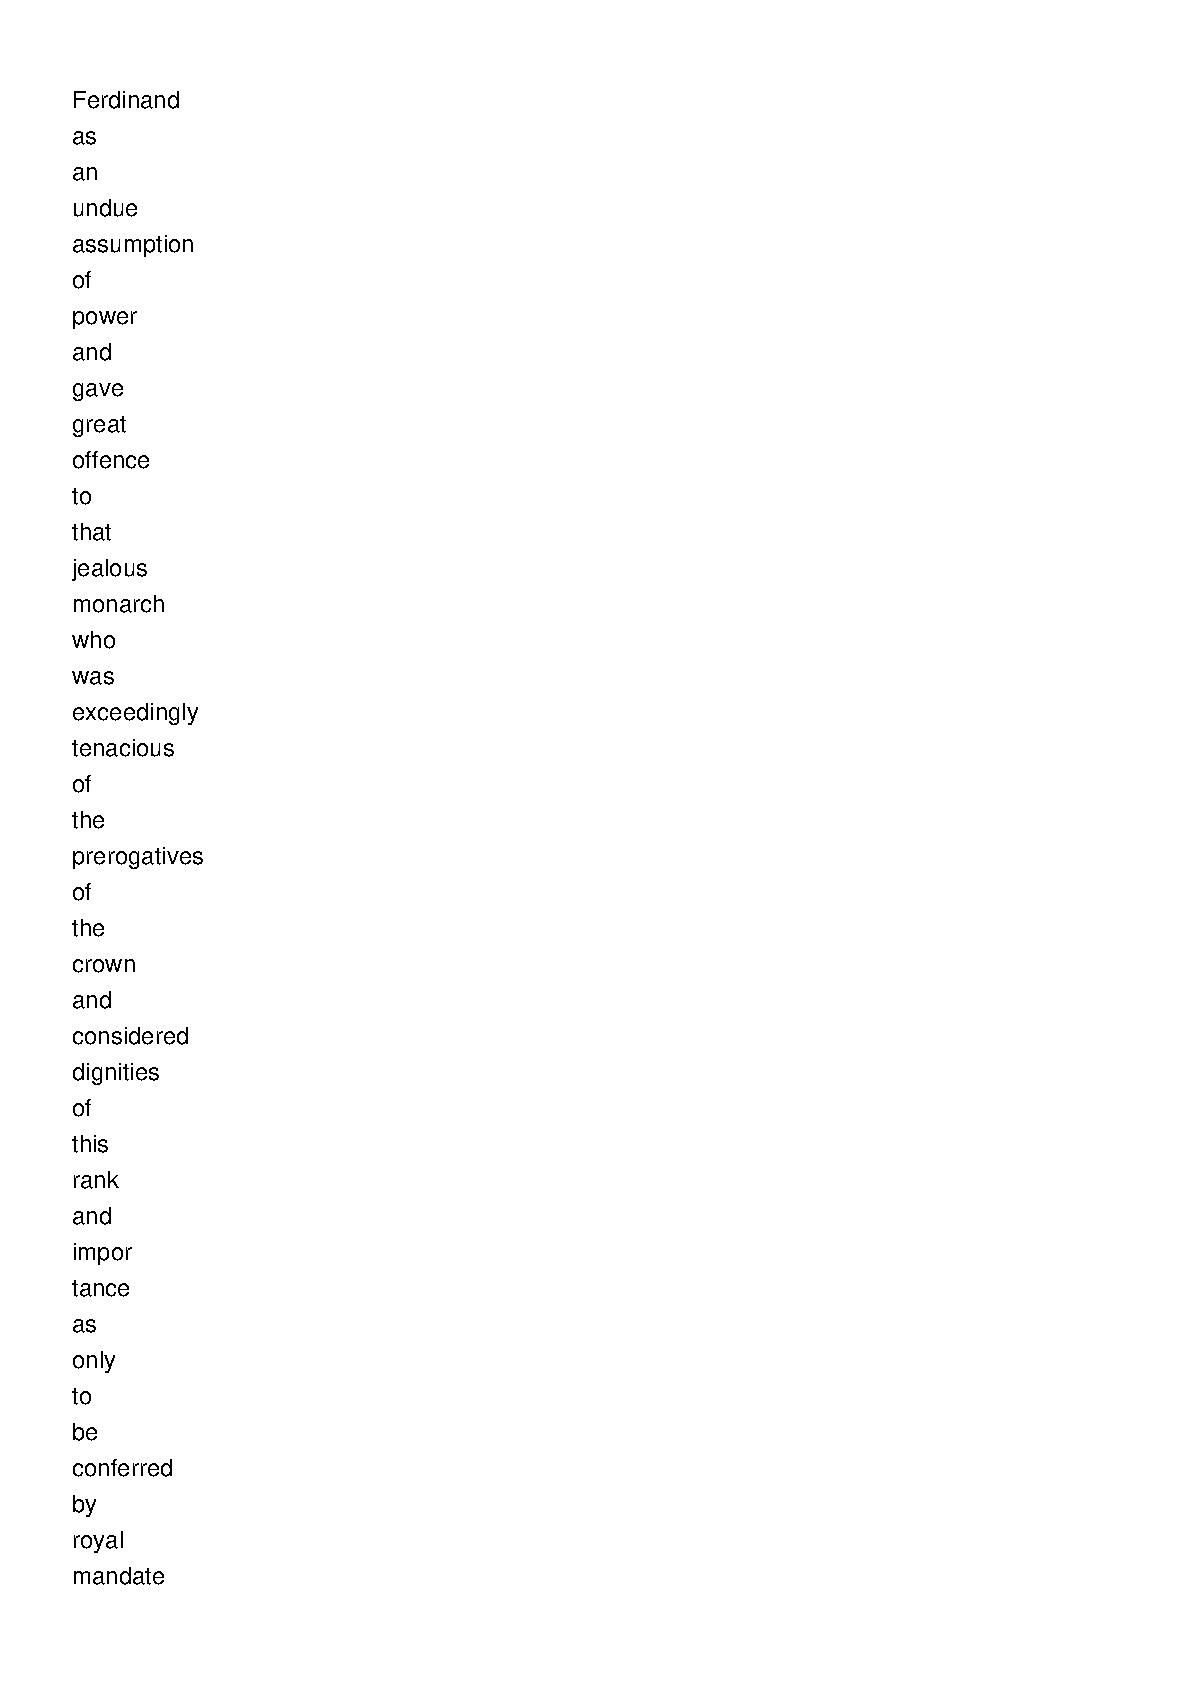 Ferdinand
as
an
undue
assumption
of
power
and
gave
great
offence
to
that
jealous
monarch
who
was
exceedingly
tenacious
of
the
prerogatives
of
the
crown
and
considered
dignities
of
this
rank
and
impor
tance
as
only
to
be
conferred
by
royal
mandate